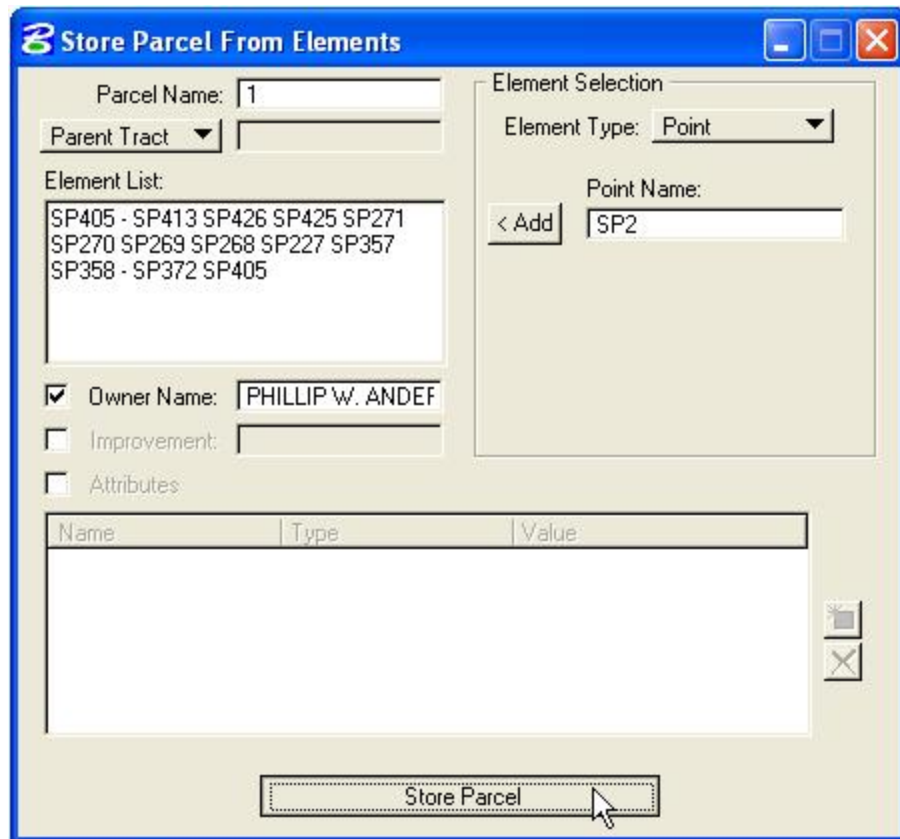 Store Parcel From Elements
Parcel Name: 1
Parent Tract
Element List:
SP405 - SP413 SP426 SP425 SP271
SP270 SP269 SP268 SP227 SP357
SP358 - SP372 SP405
Owner Name: PHILLIP W. ANDER
Improvement:
Attributes
Element Selection
Element Type: Point
Point Name:
< Add SP2
Name Type Value
Store Parcel